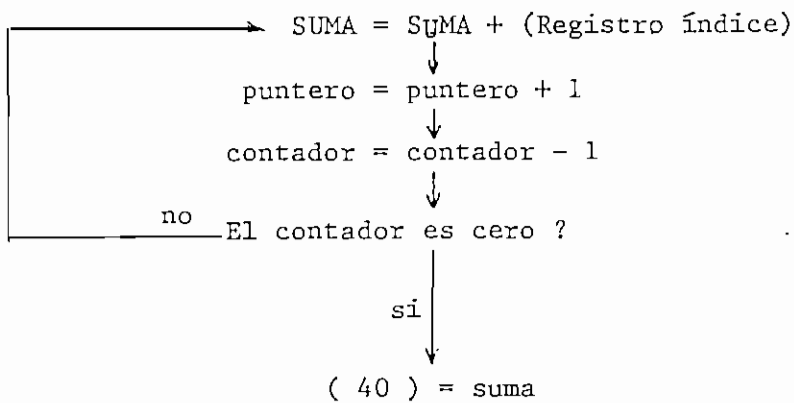 SUMA = SUMA + (Registro índice)
puntero = puntero + 1
contador = contador - 1
no El contador es cero ?
si
( 40 ) = suma